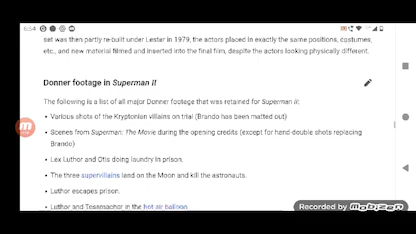 6:54
set was then partly re-built under Lester in 1979, the actors placed in exactly the same positions, costumes,
etc., and new material filmed and inserted into the final film, despite the actors looking physically different.
Donner footage in Superman II
The following is a list of all major Donner footage that was retained for Superman II:
• Various shots of the Kryptonian villains on trial (Brando has been matted out)
• Scenes from Superman: The Movie during the opening credits (except for hand-double shots replacing
Brando)
• Lex Luthor and Otis doing laundry in prison.
• The three supervillains land on the Moon and kill the astronauts.
• Luthor escapes prison.
• Luthor and Tessmacher in the hot air balloon
Recorded by Mobizen